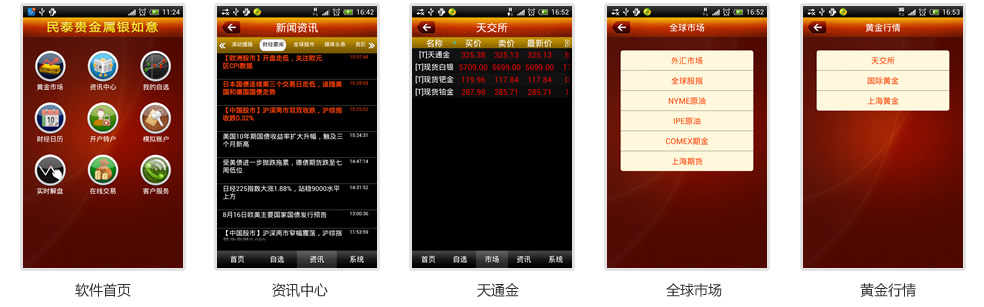 11:24
民泰贵金属银如意
黄金市场 资讯中心 我的自选
财经日历 开户转户 模拟账户
实时解盘 在线交易 客户服务
软件首页
16:42
新闻资讯
滚动播报 财经要闻 全球股市 媒体头条
【欧洲股市】开盘走低，关注欧元区CPI数据
日本国债连续第三个交易日走低，追随美国和德国国债走势
【中国股市】沪深两市双双收跌，沪综指收跌0.32%
美国10年期国债收益率扩大升幅，触及三个月新高 15:24:31
受美债进一步抛跌拖累，德债期货跌至七周低位 14:47:14
日经225指数大涨1.88%，站稳9000水平上方 14:31:52
8月16日欧美主要国家国债发行预告 13:00:36
【中国股市】沪深两市窄幅震荡，沪综指 11:53:59
首页 自选 资讯 系统
资讯中心
16:52
天交所
名称 买价 卖价 最新价
[T]天通金 325.38 325.13 325.13
[T]现货白银 5709.00 5699.00 5699.00
[T]现货钯金 119.96 117.84 117.84
[T]现货铂金 287.99 285.71 285.71
首页 自选 市场 资讯 系统
天通金
16:52
全球市场
外汇市场
全球股指
NYME原油
IPE原油
COMEX期金
上海期货
全球市场
16:53
黄金行情
天交所
国际黄金
上海黄金
黄金行情